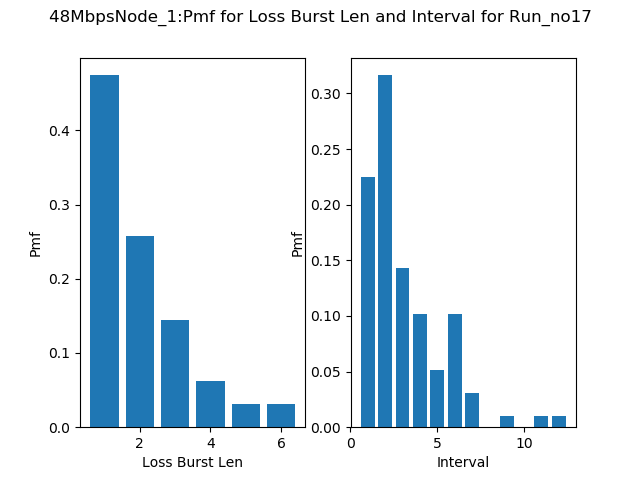 48MbpsNode_1:Pmf for Loss Burst Len and Interval for Run_no17
Pmf
0.4
0.3
0.2
0.1
0.0
2 4 6
Loss Burst Len
Pmf
0.30
0.25
0.20
0.15
0.10
0.05
0.00
0 5 10
Interval